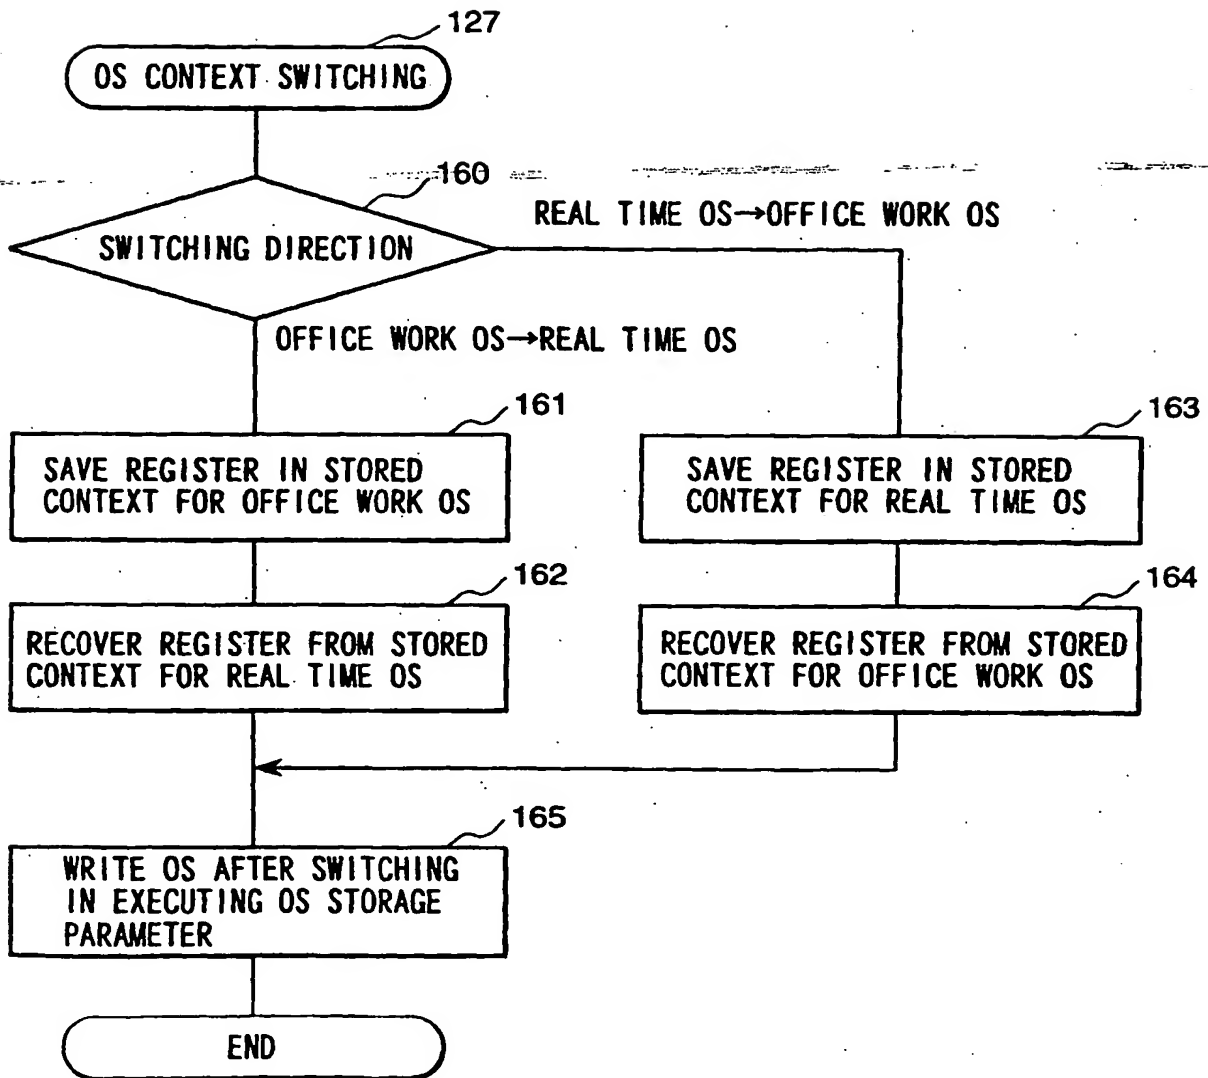 127
OS CONTEXT SWITCHING
160
SWITCHING DIRECTION
REAL TIME OS→OFFICE WORK OS
OFFICE WORK OS→REAL TIME OS
161
SAVE REGISTER IN STORED
CONTEXT FOR OFFICE WORK OS
163
SAVE REGISTER IN STORED
CONTEXT FOR REAL TIME OS
162
RECOVER REGISTER FROM STORED
CONTEXT FOR REAL TIME OS
164
RECOVER REGISTER FROM STORED
CONTEXT FOR OFFICE WORK OS
165
WRITE OS AFTER SWITCHING
IN EXECUTING OS STORAGE
PARAMETER
END